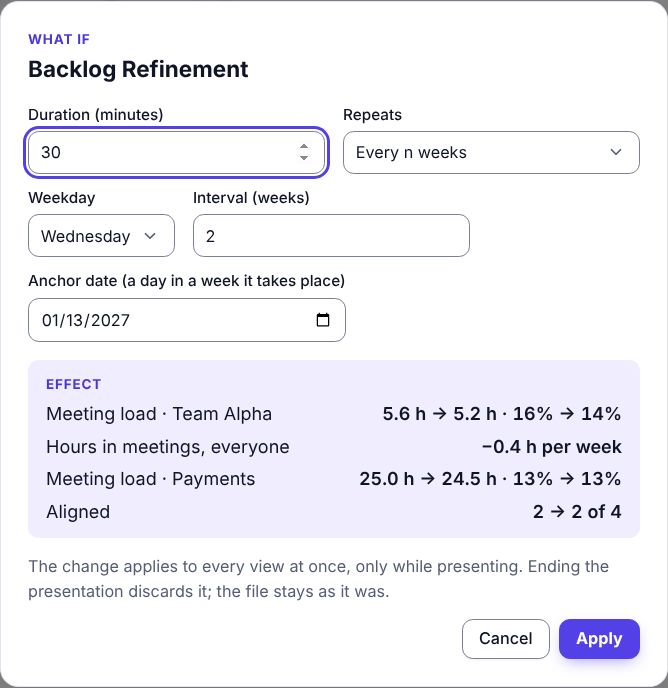 WHAT IF
Backlog Refinement
Duration (minutes)
Repeats
30
Every n weeks
Weekday
Interval (weeks)
Wednesday
2
Anchor date (a day in a week it takes place)
01/13/2027
EFFECT
Meeting load · Team Alpha 5.6 h → 5.2 h · 16% → 14%
Hours in meetings, everyone −0.4 h per week
Meeting load · Payments 25.0 h → 24.5 h · 13% → 13%
Aligned 2 → 2 of 4
The change applies to every view at once, only while presenting. Ending the
presentation discards it; the file stays as it was.
Cancel
Apply